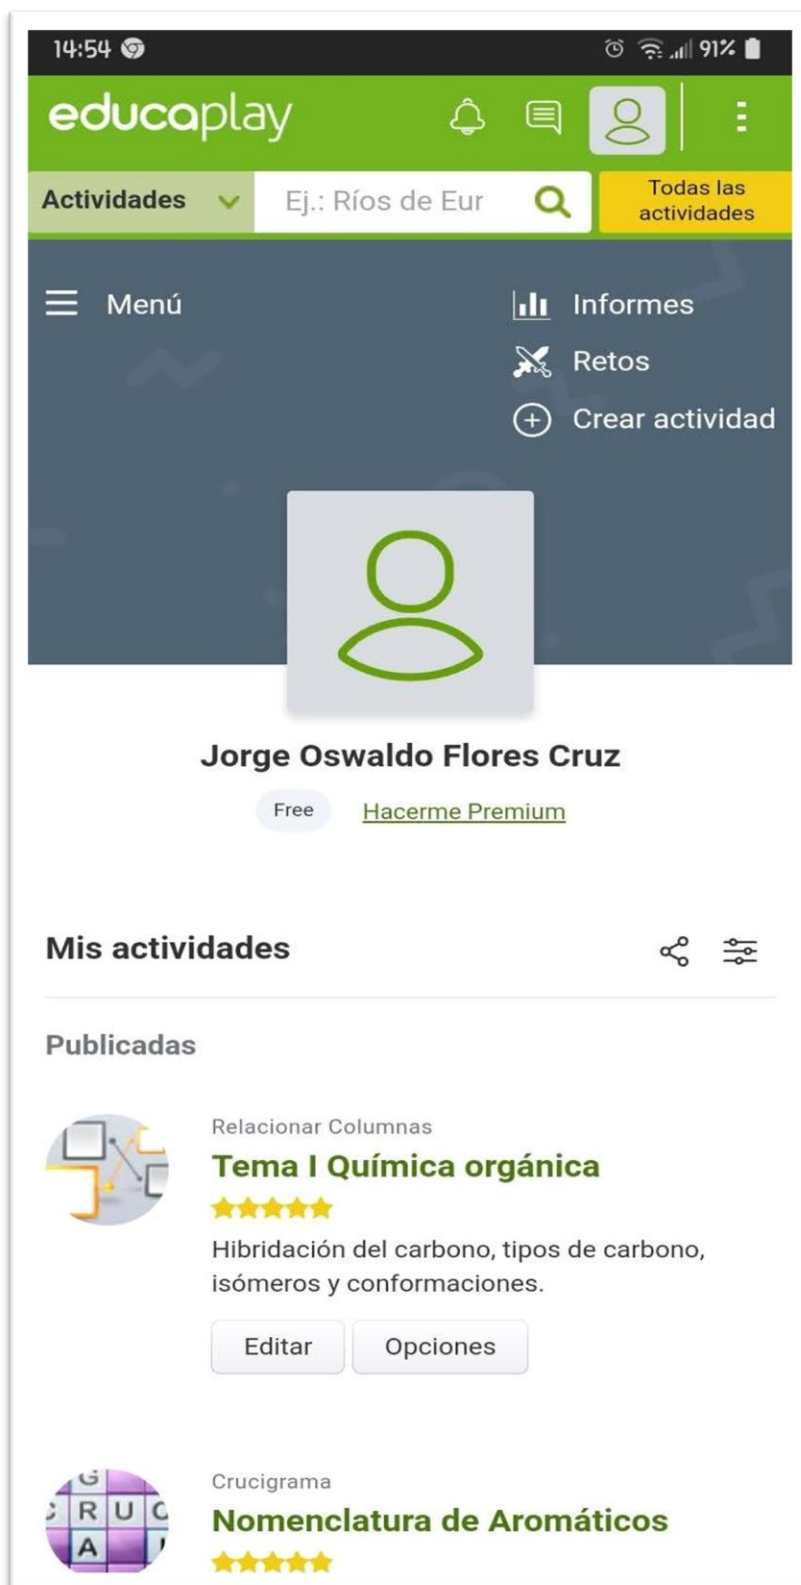 14:54
91%
educaplay
Actividades
Ej.: Ríos de Eur
Todas las
actividades
Menú
Informes
Retos
Crear actividad
Jorge Oswaldo Flores Cruz
Free
Hacerme Premium
Mis actividades
Publicadas
Relacionar Columnas
Tema I Química orgánica
Hibridación del carbono, tipos de carbono,
isómeros y conformaciones.
Editar
Opciones
Crucigrama
G
C R U C
A
Nomenclatura de Aromáticos